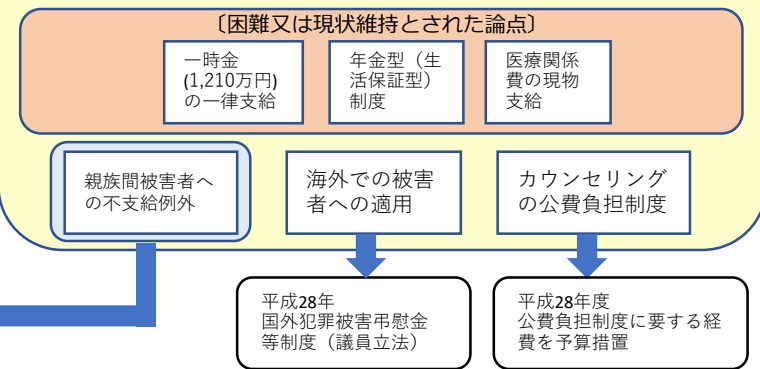 〔困難又は現状維持とされた論点〕
一時金
(1,210万円)
の一律支給
年金型（生
活保証型）
制度
医療関係
費の現物
支給
親族間被害者へ
の不支給例外
海外での被害
者への適用
カウンセリング
の公費負担制度
平成28年
国外犯罪被害弔慰金
等制度（議員立法）
平成28年度
公費負担制度に要する経
費を予算措置